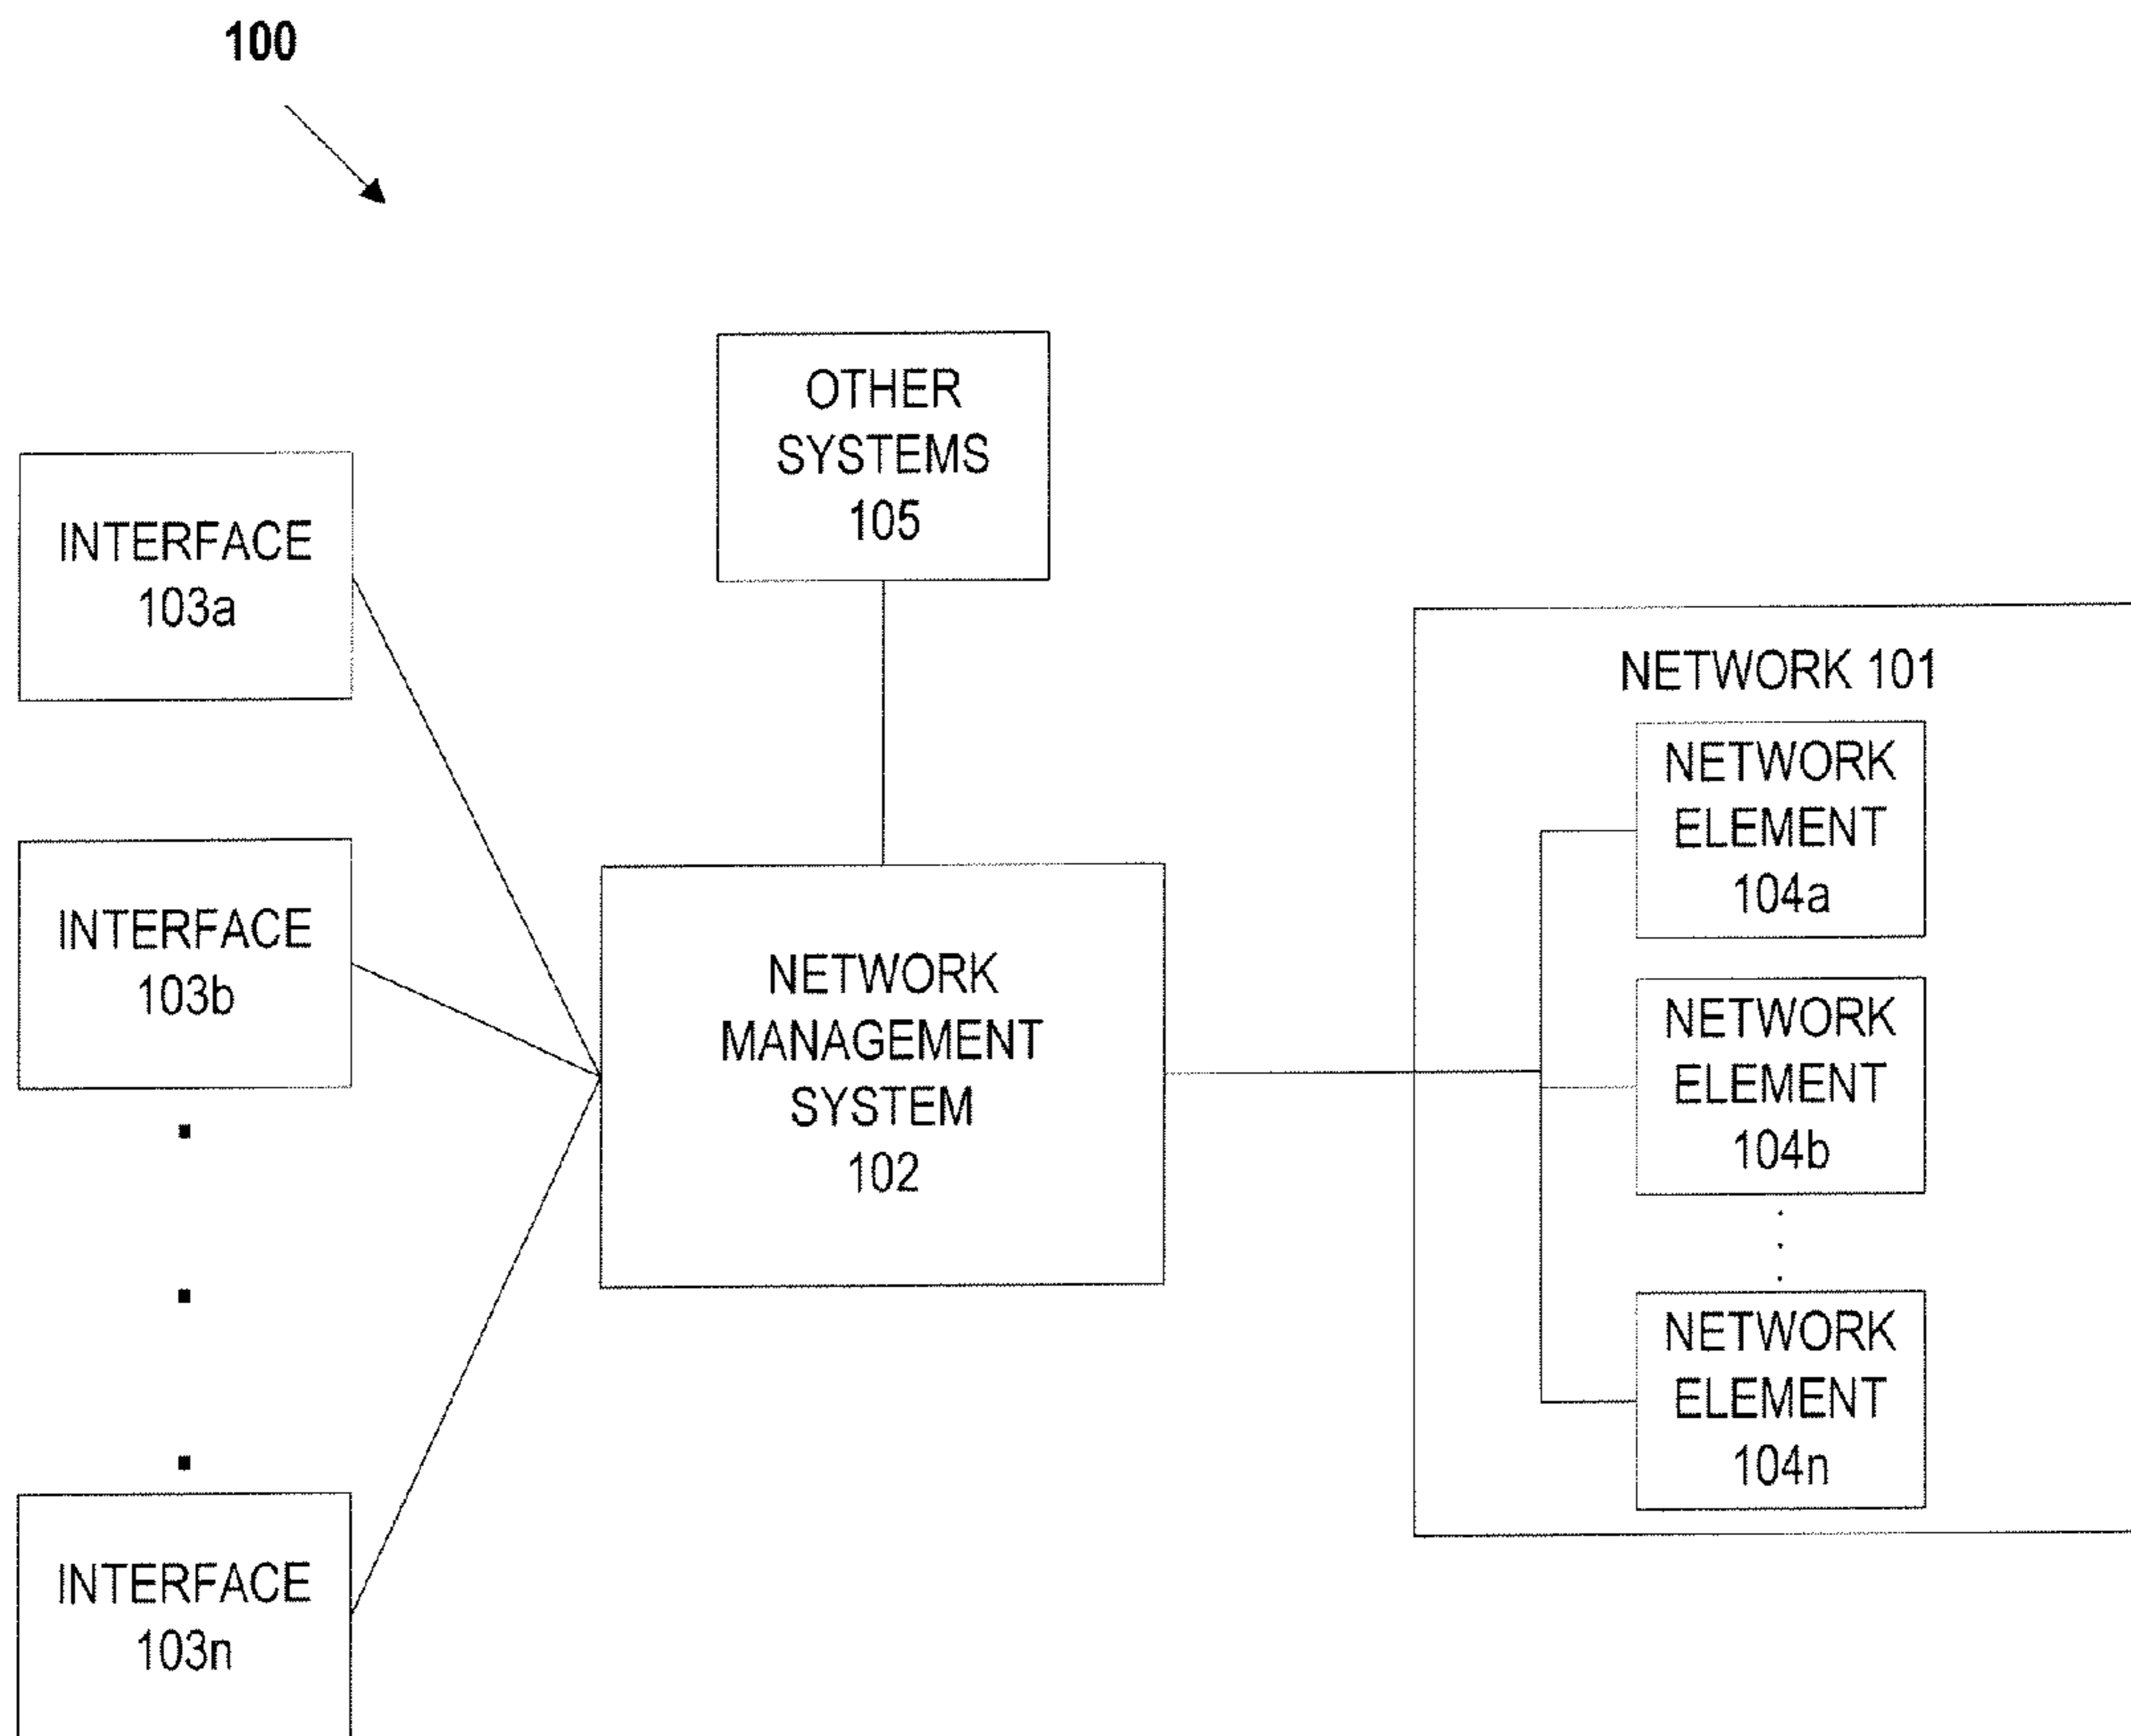 100
OTHER
SYSTEMS
105
INTERFACE
103a
INTERFACE
103b
INTERFACE
103n
NETWORK
MANAGEMENT
SYSTEM
102
NETWORK 101
NETWORK
ELEMENT
104a
NETWORK
ELEMENT
104b
NETWORK
ELEMENT
104n